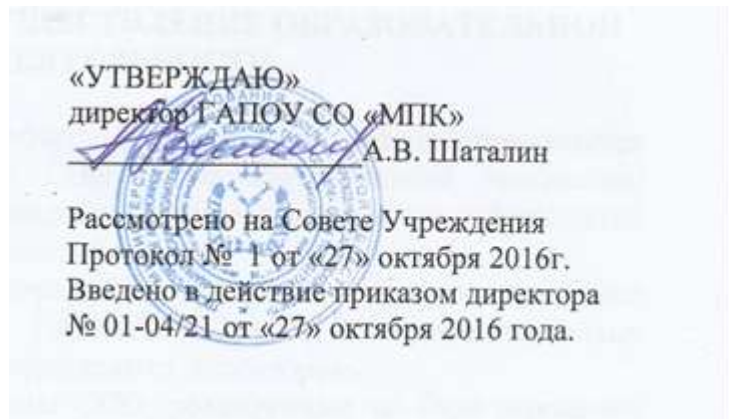 «УТВЕРЖДАЮ»
директор ГАПОУ СО «МПК»
А.В. Шаталин
Рассмотрено на Совете Учреждения
Протокол № 1 от «27» октября 2016г.
Введено в действие приказом директора
№ 01-04/21 от «27» октября 2016 года.